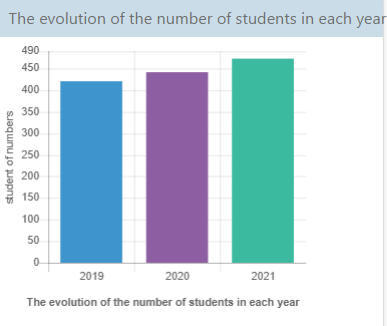 The evolution of the number of students in each year
490
450
400
350
300
250
200
150
100
50
0
student of numbers
2019 2020 2021
The evolution of the number of students in each year